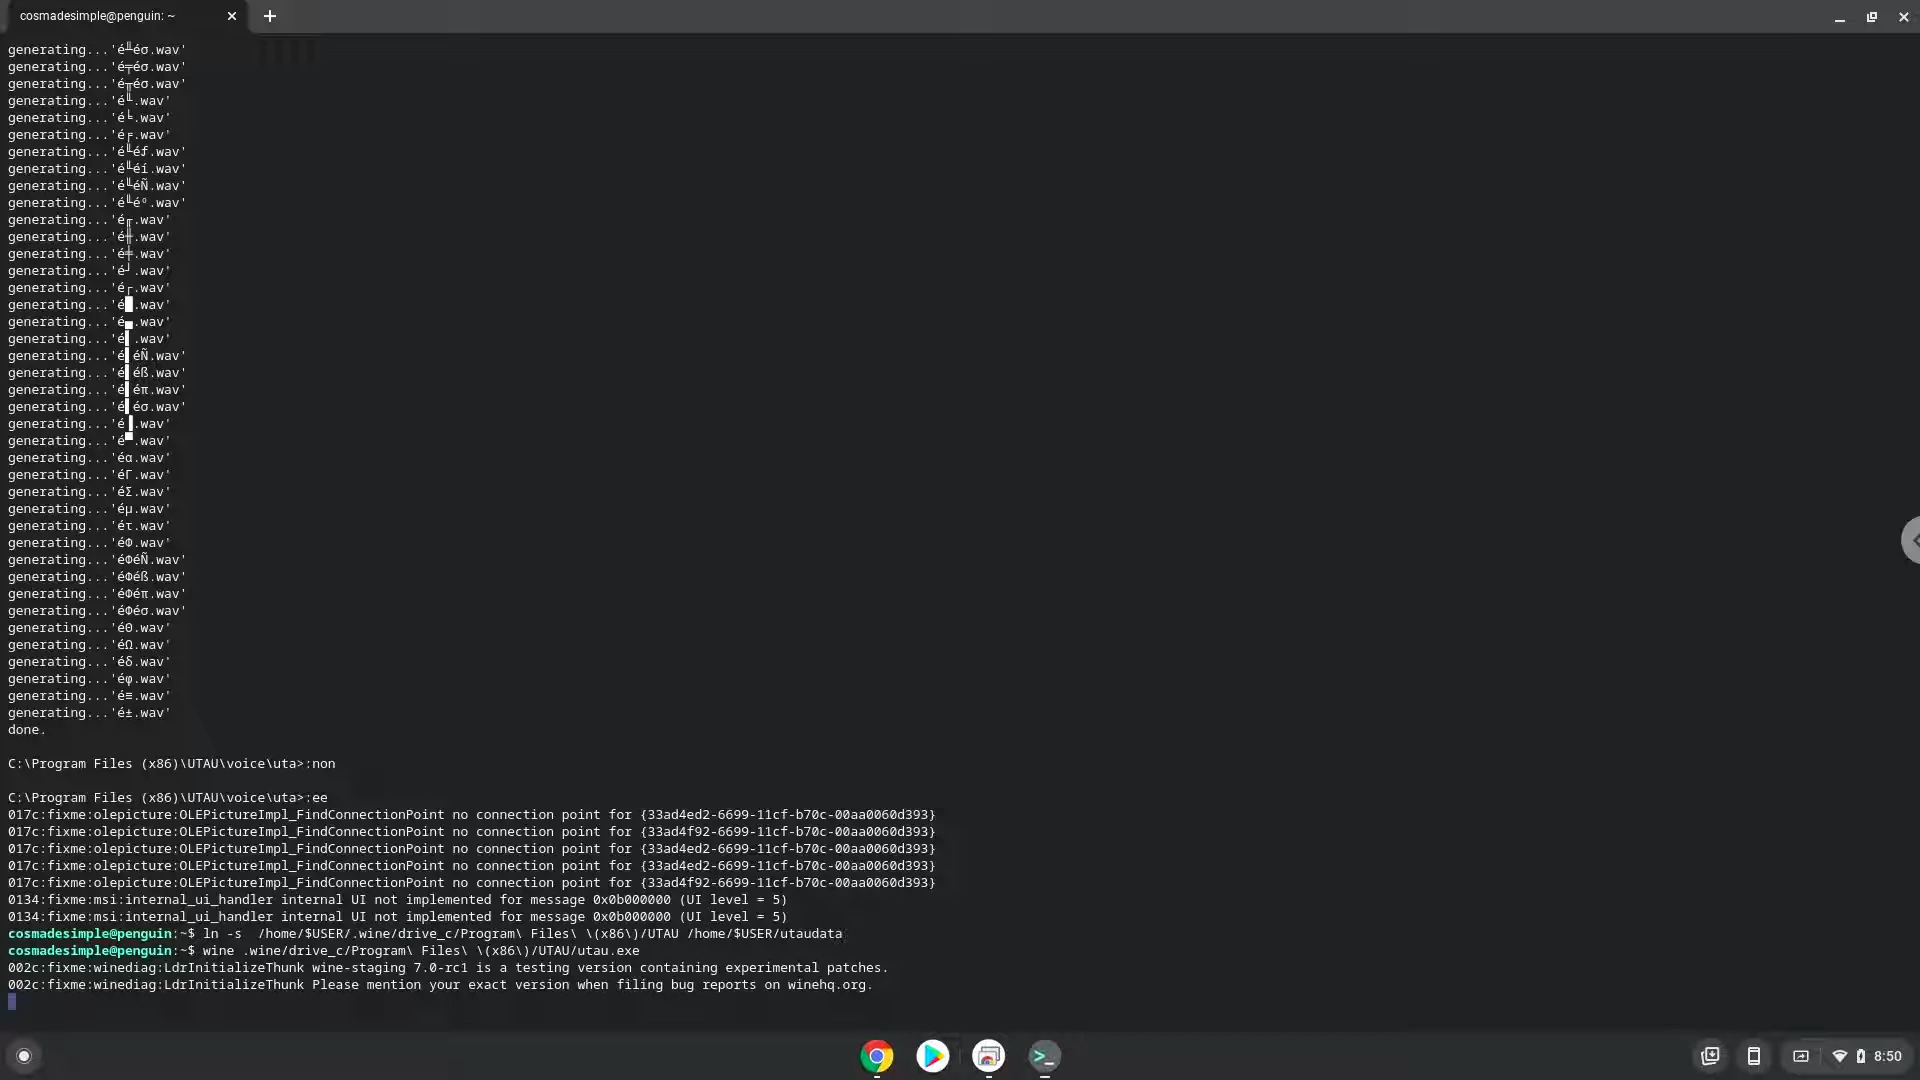 cosmadesimple@penguin: ~
generating...'é╨éσ.wav'
generating...'é╤éσ.wav'
generating...'é╥éσ.wav'
generating...'é╙.wav'
generating...'é╘.wav'
generating...'é╒.wav'
generating...'é╙éƒ.wav'
generating...'é╙éí.wav'
generating...'é╙éÑ.wav'
generating...'é╙éº.wav'
generating...'é╓.wav'
generating...'é╫.wav'
generating...'é╪.wav'
generating...'é┘.wav'
generating...'é┌.wav'
generating...'é█.wav'
generating...'é▄.wav'
generating...'é▌.wav'
generating...'é▌éÑ.wav'
generating...'é▌éß.wav'
generating...'é▌éπ.wav'
generating...'é▌éσ.wav'
generating...'é▐.wav'
generating...'é▀.wav'
generating...'éα.wav'
generating...'éΓ.wav'
generating...'éΣ.wav'
generating...'éµ.wav'
generating...'éτ.wav'
generating...'éΦ.wav'
generating...'éΦéÑ.wav'
generating...'éΦéß.wav'
generating...'éΦéπ.wav'
generating...'éΦéσ.wav'
generating...'éΘ.wav'
generating...'éΩ.wav'
generating...'éδ.wav'
generating...'éφ.wav'
generating...'é≡.wav'
generating...'é±.wav'
done.
C:\Program Files (x86)\UTAU\voice\uta>:non
C:\Program Files (x86)\UTAU\voice\uta>:ee
017c:fixme:olepicture:OLEPictureImpl_FindConnectionPoint no connection point for {33ad4ed2-6699-11cf-b70c-00aa0060d393}
017c:fixme:olepicture:OLEPictureImpl_FindConnectionPoint no connection point for {33ad4f92-6699-11cf-b70c-00aa0060d393}
017c:fixme:olepicture:OLEPictureImpl_FindConnectionPoint no connection point for {33ad4ed2-6699-11cf-b70c-00aa0060d393}
017c:fixme:olepicture:OLEPictureImpl_FindConnectionPoint no connection point for {33ad4ed2-6699-11cf-b70c-00aa0060d393}
017c:fixme:olepicture:OLEPictureImpl_FindConnectionPoint no connection point for {33ad4f92-6699-11cf-b70c-00aa0060d393}
0134:fixme:msi:internal_ui_handler internal UI not implemented for message 0x0b000000 (UI level = 5)
0134:fixme:msi:internal_ui_handler internal UI not implemented for message 0x0b000000 (UI level = 5)
cosmadesimple@penguin:~$ ln -s  /home/$USER/.wine/drive_c/Program\ Files\ \(x86\)/UTAU /home/$USER/utaudata
cosmadesimple@penguin:~$ wine .wine/drive_c/Program\ Files\ \(x86\)/UTAU/utau.exe
002c:fixme:winediag:LdrInitializeThunk wine-staging 7.0-rc1 is a testing version containing experimental patches.
002c:fixme:winediag:LdrInitializeThunk Please mention your exact version when filing bug reports on winehq.org.
8:50